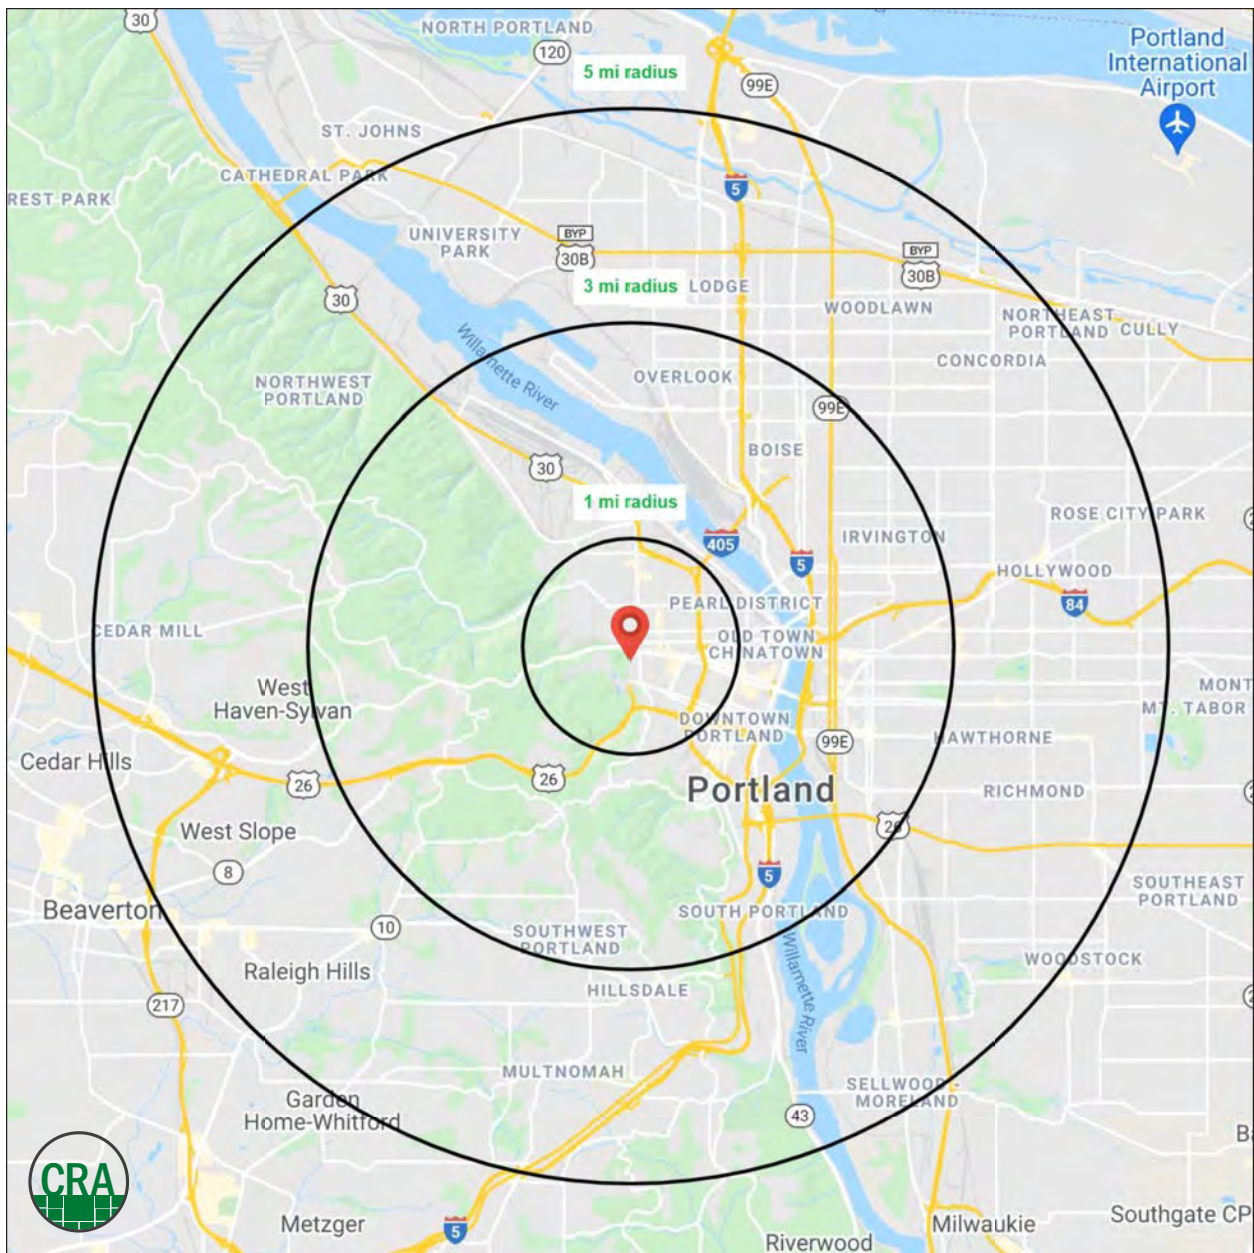 30
NORTH PORTLAND
120
5 mi radius
99E
Portland
International
Airport
ST. JOHNS
CATHEDRAL PARK
REST PARK
5
UNIVERSITY
PARK
BYP
30B
BYP
30B
30
3 mi radius
LODGE
WOODLAWN
NORTHEAST
PORTLAND
CULLY
CONCORDIA
Willamette River
NORTHWEST
PORTLAND
OVERLOOK
99E
BOISE
30
1 mi radius
ROSE CITY PARK
405
IRVINGTON
5
HOLLYWOOD
84
PEARL DISTRICT
CEDAR MILL
OLD TOWN
CHINATOWN
West
Haven-Sylvan
MONT
MT. TABOR
DOWNTOWN
PORTLAND
99E
HAWTHORNE
Cedar Hills
26
26
Portland
RICHMOND
West Slope
26
8
5
SOUTHEAST
PORTLAND
Beaverton
SOUTH PORTLAND
10
SOUTHWEST
PORTLAND
Willamette River
WOODSTOCK
Raleigh Hills
HILLSDALE
217
MULTNOMAH
SELLWOOD -
MORELAND
Garden
Home-Whitford
43
B
CRA
Metzger
5
Riverwood
Milwaukie
Southgate CP